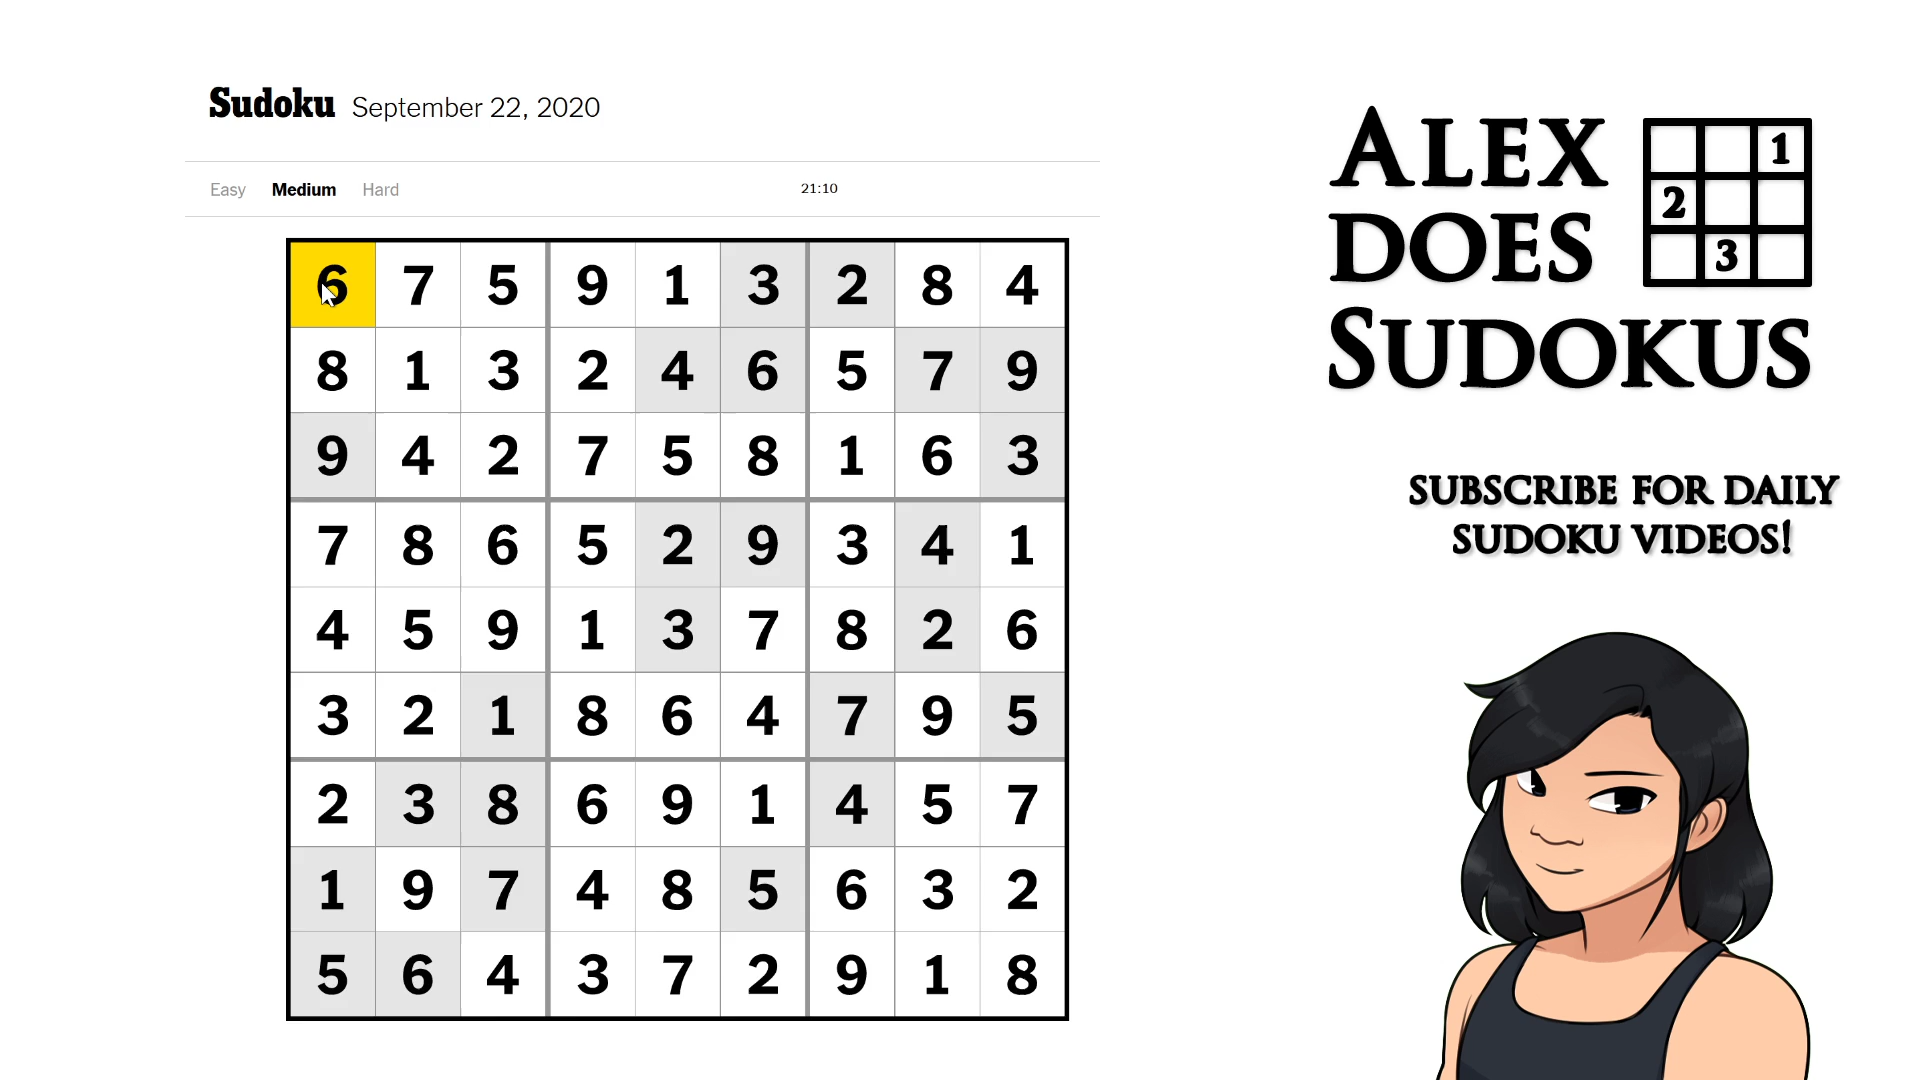 Sudoku September 22, 2020
Easy Medium Hard 21:10
6 7 5 9 1 3 2 8 4
8 1 3 2 4 6 5 7 9
9 4 2 7 5 8 1 6 3
7 8 6 5 2 9 3 4 1
4 5 9 1 3 7 8 2 6
3 2 1 8 6 4 7 9 5
2 3 8 6 9 1 4 5 7
1 9 7 4 8 5 6 3 2
5 6 4 3 7 2 9 1 8
ALEX
DOES
SUDOKUS
1
2
3
SUBSCRIBE FOR DAILY
SUDOKU VIDEOS!